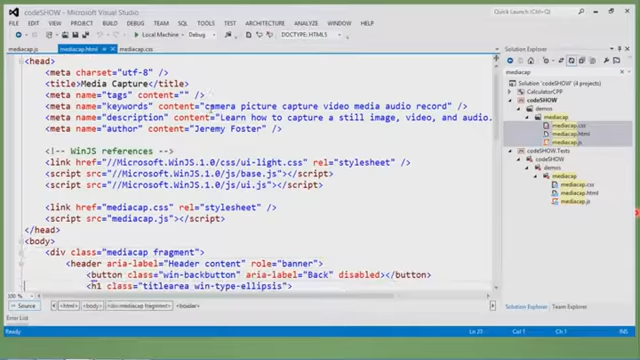 codeSHOW - Microsoft Visual Studio
Quick Launch (Ctrl+Q)
FILE EDIT VIEW PROJECT BUILD DEBUG TEAM SQL TOOLS TEST ARCHITECTURE ANALYZE WINDOW HELP
Local Machine Debug DOCTYPE: HTML5
mediacap.js mediacap.html mediacap.css
<head>
<meta charset="utf-8" />
<title>Media Capture</title>
<meta name="tags" content="" />
<meta name="keywords" content="camera picture capture video media audio record" />
<meta name="description" content="Learn how to capture a still image, video, and audio.
<meta name="author" content="Jeremy Foster" />
<!-- WinJS references -->
<link href="//Microsoft.WinJS.1.0/css/ui-light.css" rel="stylesheet" />
<script src="//Microsoft.WinJS.1.0/js/base.js"></script>
<script src="//Microsoft.WinJS.1.0/js/ui.js"></script>
<link href="mediacap.css" rel="stylesheet" />
<script src="mediacap.js"></script>
</head>
<body>
<div class="mediacap fragment">
<header aria-label="Header content" role="banner">
<button class="win-backbutton" aria-label="Back" disabled></button>
<h1 class="titlearea win-type-ellipsis">
100 %
Source <html> <body> <div.mediacap fragment> <header>
Error List
Ready Ln 25 Col 1 Ch 1 INS
Solution Explorer
mediacap
Solution 'codeSHOW' (4 projects)
CalculatorCPP
codeSHOW
demos
mediacap
mediacap.css
mediacap.html
mediacap.js
codeSHOW.Tests
codeSHOW
demos
mediacap
mediacap.css
mediacap.html
mediacap.js
Solution Explorer Team Explorer